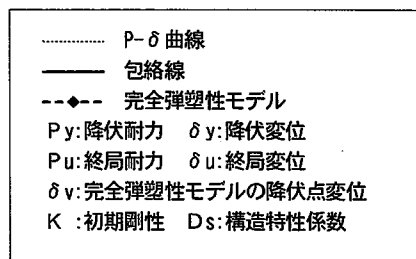 P-δ曲線
包絡線
完全弾塑性モデル
Py:降伏耐力 δy:降伏変位
Pu:終局耐力 δu:終局変位
δv:完全弾塑性モデルの降伏点変位
K :初期剛性 Ds:構造特性係数